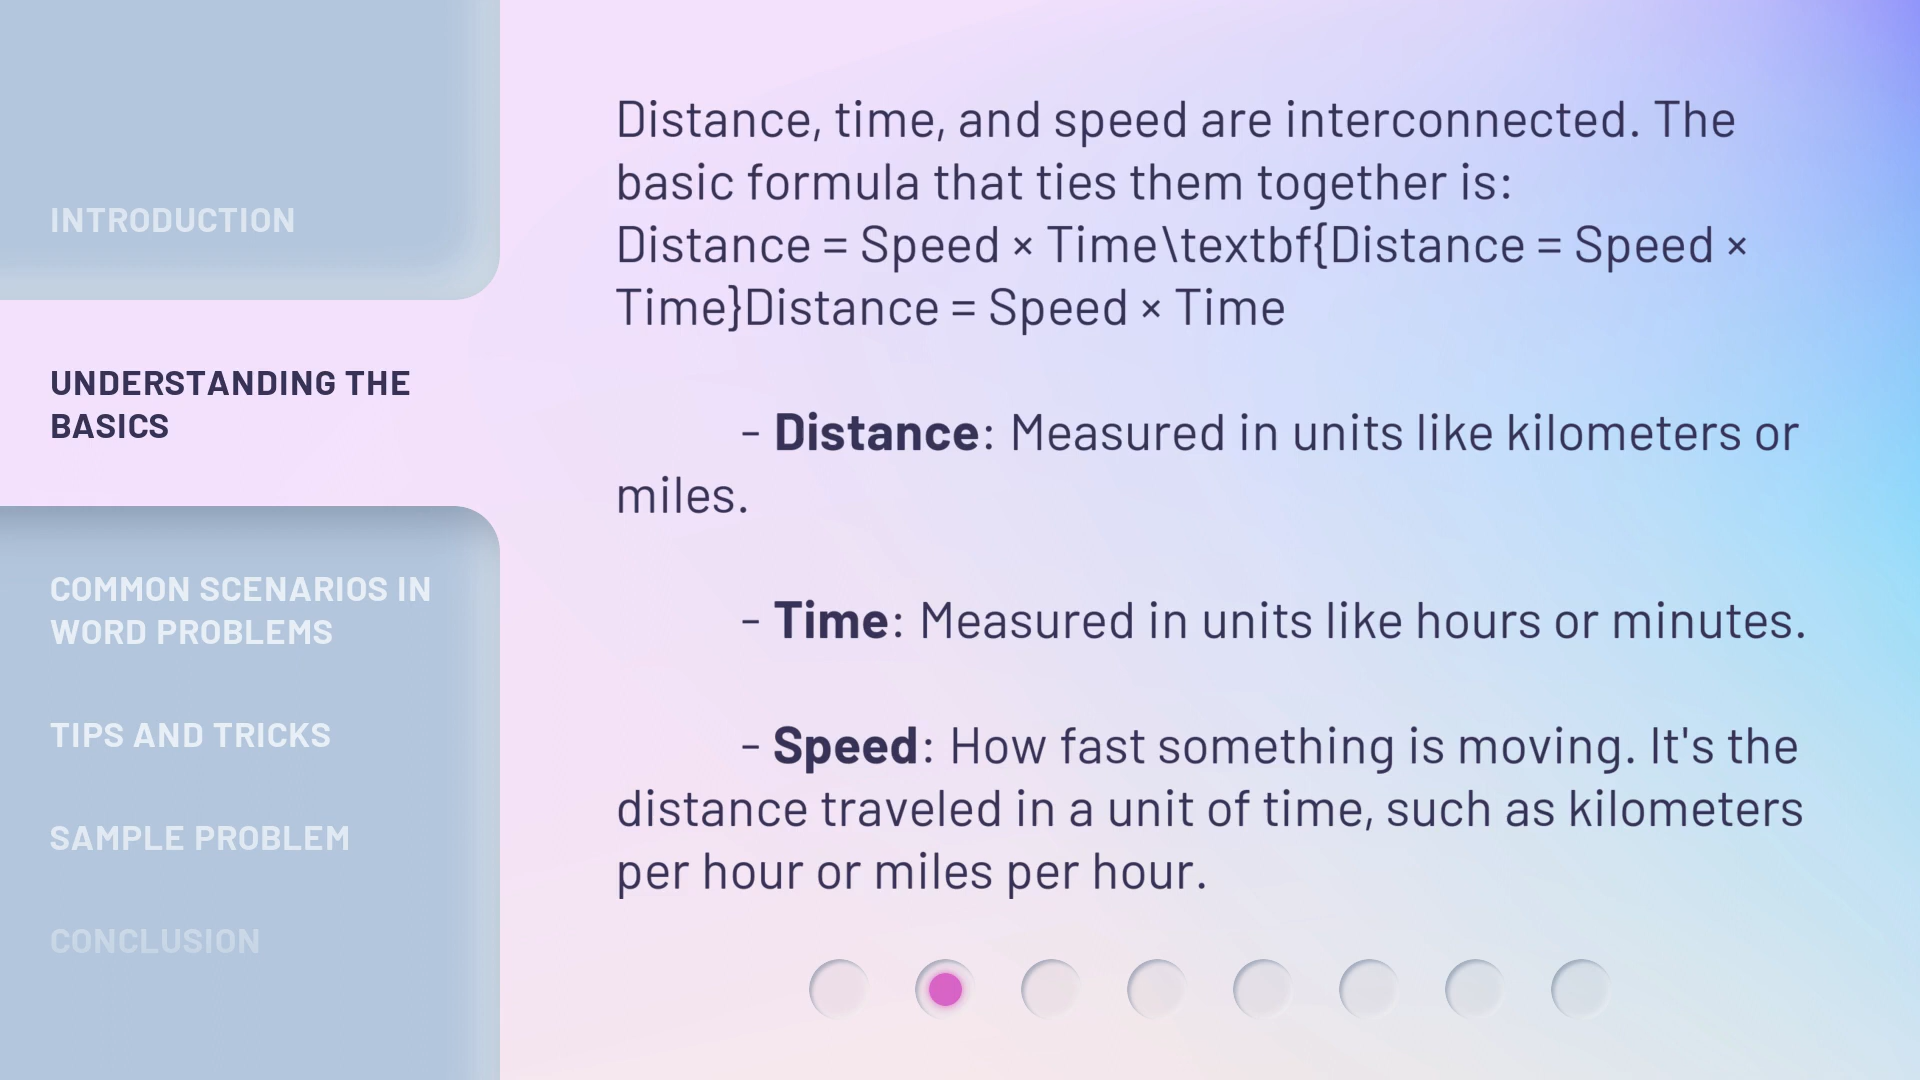 INTRODUCTION
UNDERSTANDING THE
BASICS
COMMON SCENARIOS IN
WORD PROBLEMS
TIPS AND TRICKS
SAMPLE PROBLEM
CONCLUSION
Distance, time, and speed are interconnected. The
basic formula that ties them together is:
Distance = Speed × Time\textbf{Distance = Speed ×
Time}Distance = Speed × Time
- Distance: Measured in units like kilometers or
miles.
- Time: Measured in units like hours or minutes.
- Speed: How fast something is moving. It's the
distance traveled in a unit of time, such as kilometers
per hour or miles per hour.